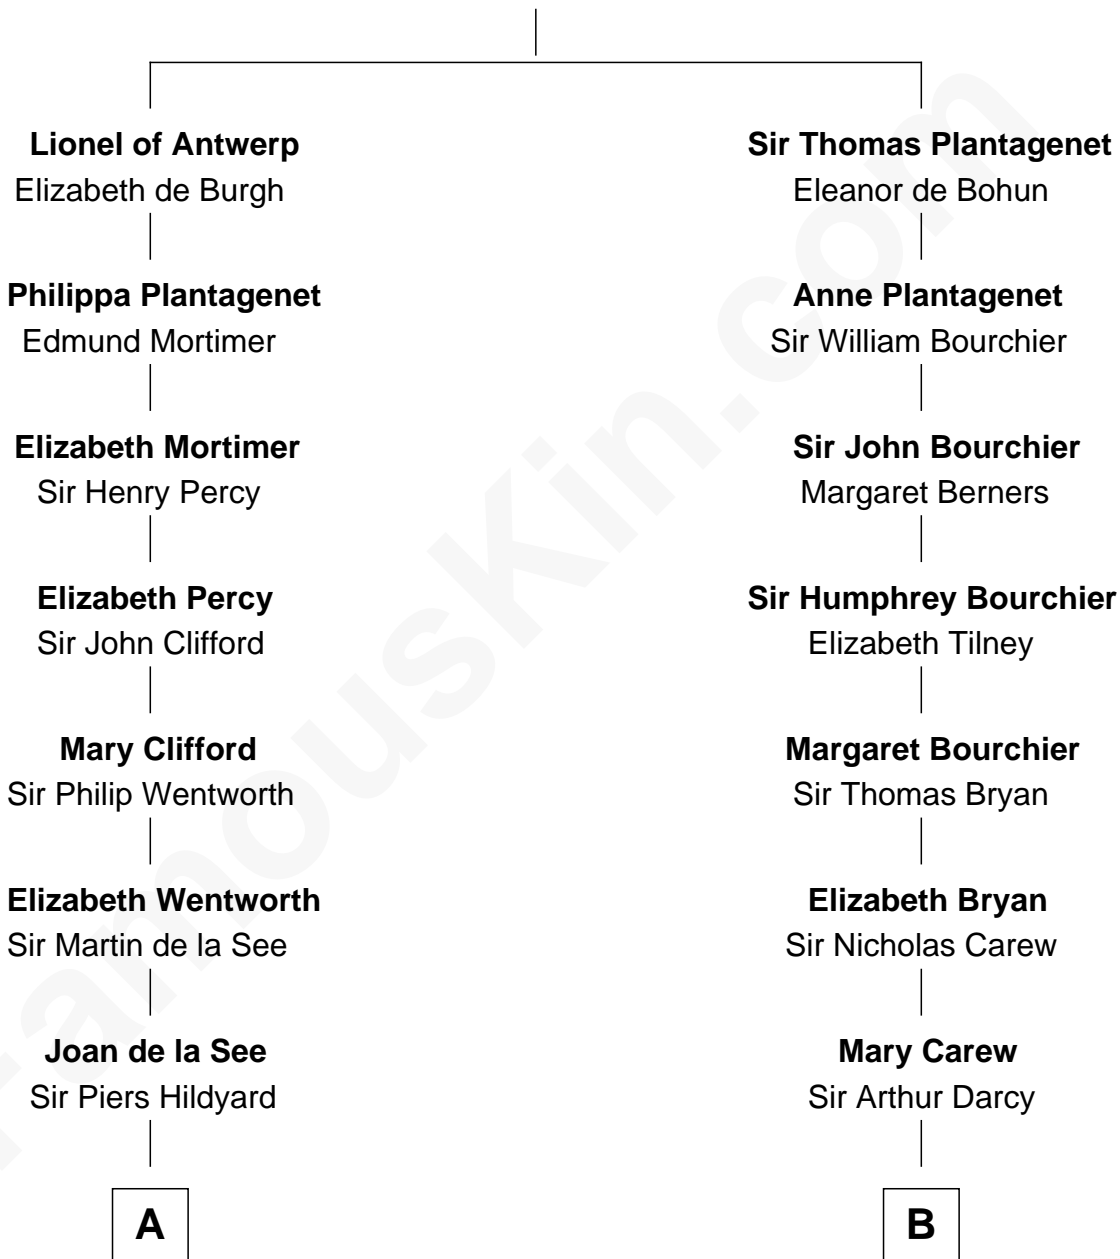 Lionel of Antwerp
Elizabeth de Burgh
Philippa Plantagenet
Edmund Mortimer
Elizabeth Mortimer
Sir Henry Percy
Elizabeth Percy
Sir John Clifford
Mary Clifford
Sir Philip Wentworth
Elizabeth Wentworth
Sir Martin de la See
Joan de la See
Sir Piers Hildyard
A
Sir Thomas Plantagenet
Eleanor de Bohun
Anne Plantagenet
Sir William Bourchier
Sir John Bourchier
Margaret Berners
Sir Humphrey Bourchier
Elizabeth Tilney
Margaret Bourchier
Sir Thomas Bryan
Elizabeth Bryan
Sir Nicholas Carew
Mary Carew
Sir Arthur Darcy
B
FamousKin.com